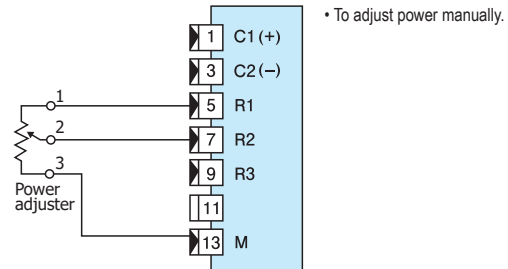 • To adjust power manually.
1 C1 (+)
3 C2 (–)
1
5 R1
2
7 R2
3
9 R3
Power
adjuster
11
13 M